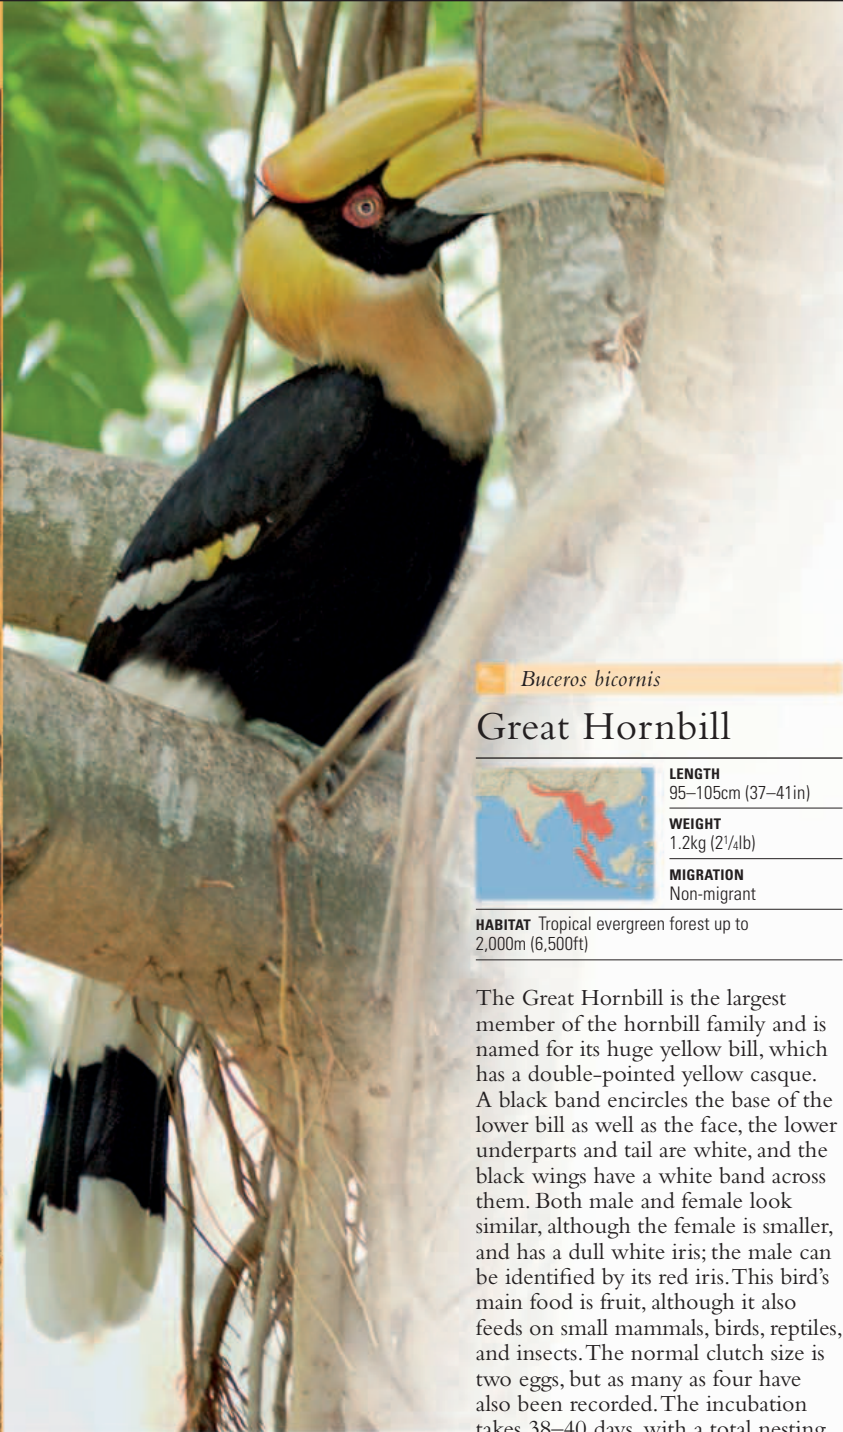 Buceros bicornis
Great Hornbill
LENGTH
95–105cm (37–41in)
WEIGHT
1.2kg (2¼lb)
MIGRATION
Non-migrant
HABITAT Tropical evergreen forest up to
2,000m (6,500ft)
The Great Hornbill is the largest
member of the hornbill family and is
named for its huge yellow bill, which
has a double-pointed yellow casque.
A black band encircles the base of the
lower bill as well as the face, the lower
underparts and tail are white, and the
black wings have a white band across
them. Both male and female look
similar, although the female is smaller,
and has a dull white iris; the male can
be identified by its red iris. This bird’s
main food is fruit, although it also
feeds on small mammals, birds, reptiles,
and insects. The normal clutch size is
two eggs, but as many as four have
also been recorded. The incubation
takes 38–40 days, with a total nesting